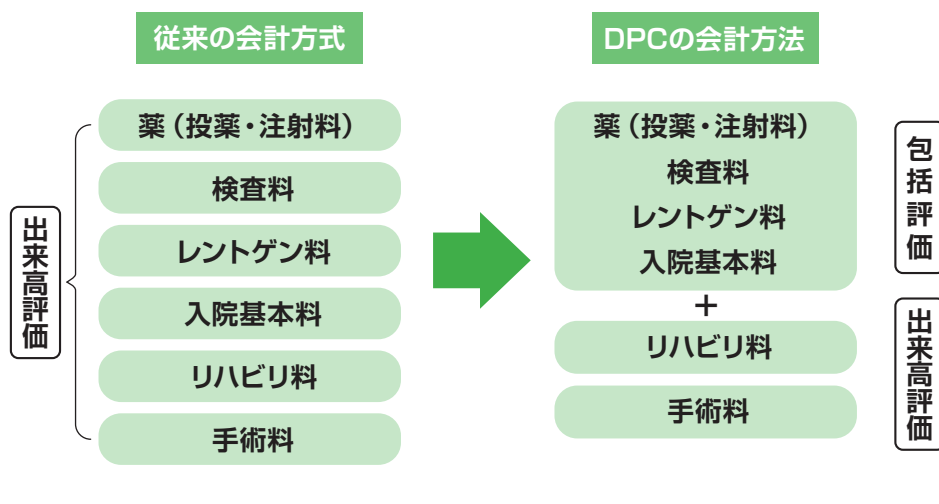 従来の会計方式
出来高評価
薬（投薬・注射料）
検査料
レントゲン料
入院基本料
リハビリ料
手術料
DPCの会計方法
薬（投薬・注射料）
検査料
レントゲン料
入院基本料
＋
リハビリ料
手術料
包括評価
出来高評価